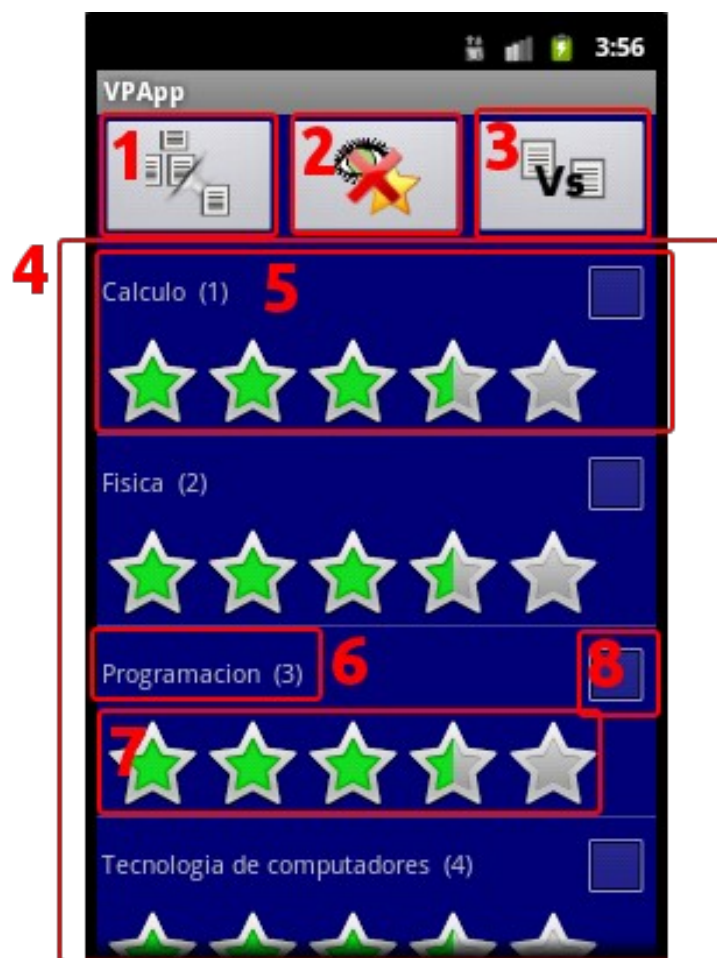 3:56
VPApp
1 2 3 Vs
4
Calculo (1) 5
Fisica (2)
Programacion (3) 6 8
7
Tecnologia de computadores (4)